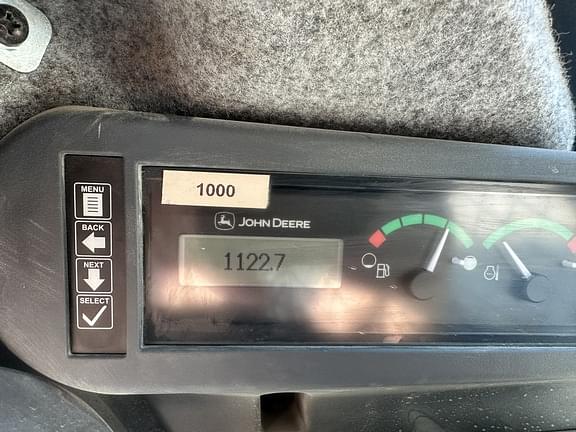 1000
JOHN DEERE
1122.7
MENU
BACK
NEXT
SELECT